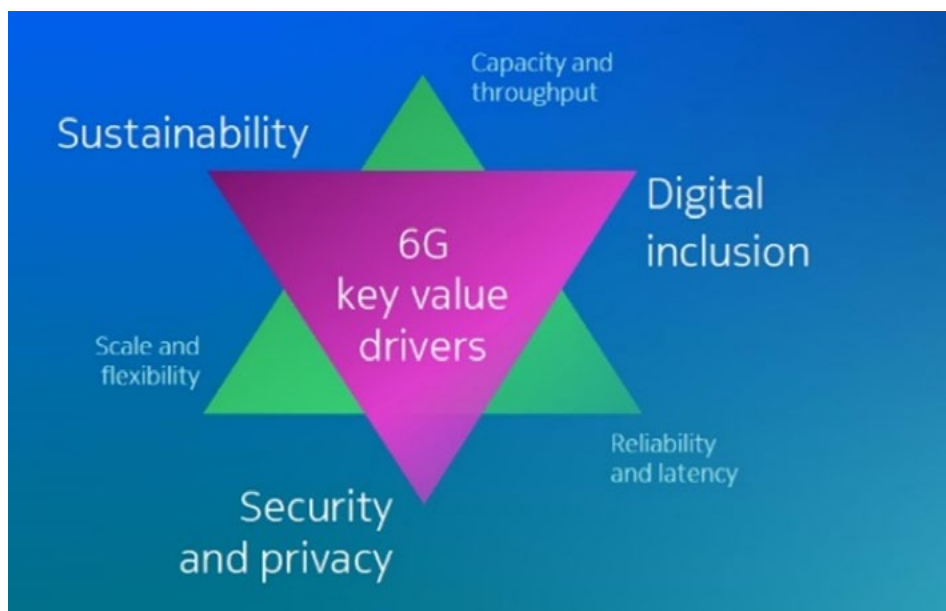 Capacity and
throughput
Sustainability
Digital
inclusion
6G
key value
drivers
Scale and
flexibility
Reliability
and latency
Security
and privacy